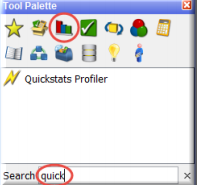 Tool Palette
Quickstats Profiler
Search quick